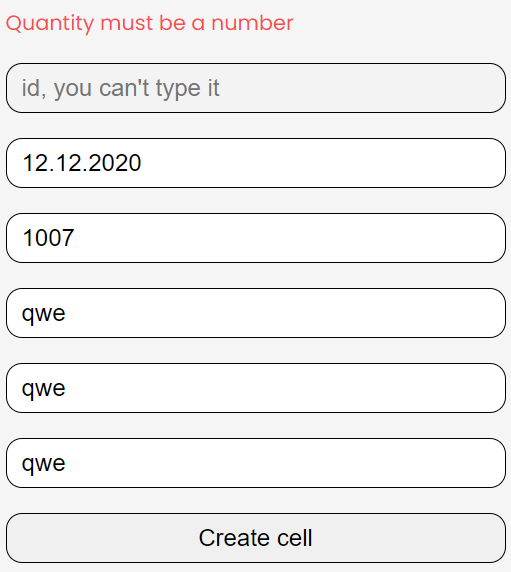 Quantity must be a number
id, you can't type it
12.12.2020
1007
qwe
qwe
qwe
Create cell